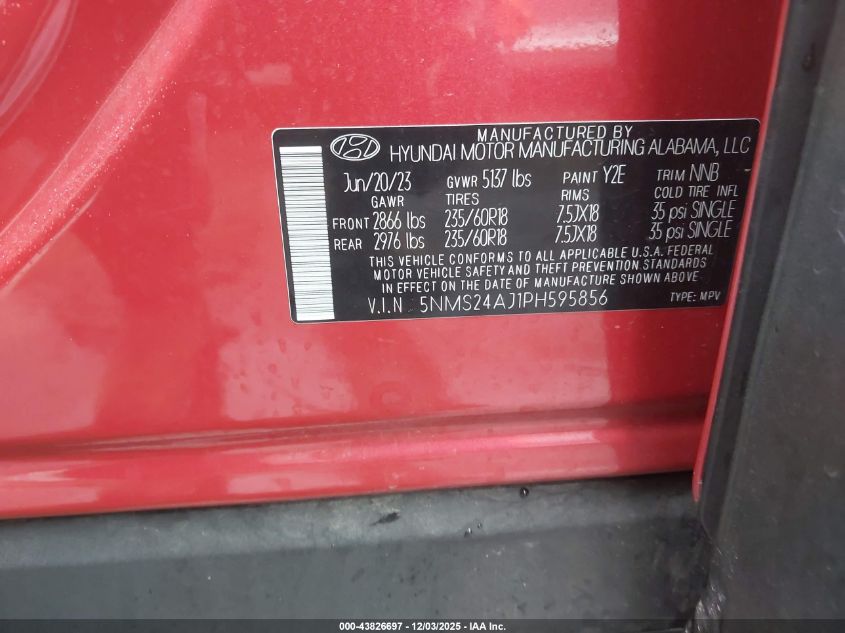 MANUFACTURED BY
HYUNDAI MOTOR MANUFACTURING ALABAMA, LLC
Jun/20/23 GVWR 5137 lbs PAINT Y2E TRIM NNB
GAWR TIRES RIMS COLD TIRE INFL
FRONT 2866 lbs 235/60R18 7.5JX18 35 psi SINGLE
REAR 2976 lbs 235/60R18 7.5JX18 35 psi SINGLE
THIS VEHICLE CONFORMS TO ALL APPLICABLE U.S.A. FEDERAL
MOTOR VEHICLE SAFETY AND THEFT PREVENTION STANDARDS
IN EFFECT ON THE DATE OF MANUFACTURE SHOWN ABOVE.
V.I.N 5NMS24AJ1PH595856 TYPE: MPV
000-43826697 - 12/03/2025 - IAA Inc.